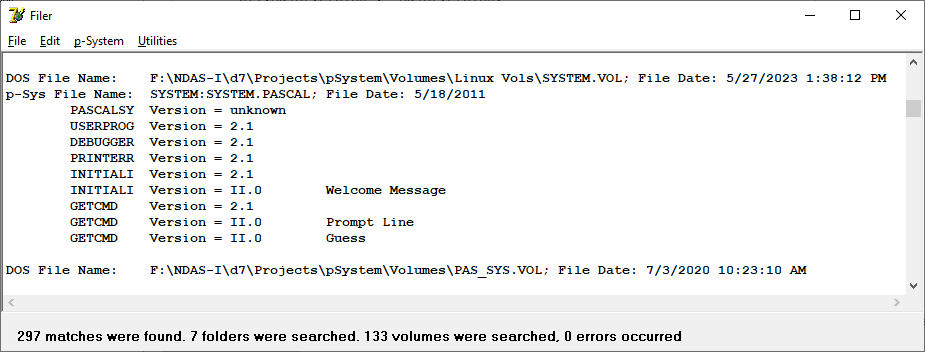 Filer
File Edit p-System Utilities
DOS File Name: F:\NDAS-I\d7\Projects\pSystem\Volumes\Linux Vols\SYSTEM.VOL; File Date: 5/27/2023 1:38:12 PM
p-Sys File Name: SYSTEM:SYSTEM.PASCAL; File Date: 5/18/2011
PASCALSY Version = unknown
USERPROG Version = 2.1
DEBUGGER Version = 2.1
PRINTERR Version = 2.1
INITIALI Version = 2.1
INITIALI Version = II.0 Welcome Message
GETCMD Version = 2.1
GETCMD Version = II.0 Prompt Line
GETCMD Version = II.0 Guess
DOS File Name: F:\NDAS-I\d7\Projects\pSystem\Volumes\PAS_SYS.VOL; File Date: 7/3/2020 10:23:10 AM
297 matches were found. 7 folders were searched. 133 volumes were searched, 0 errors occurred